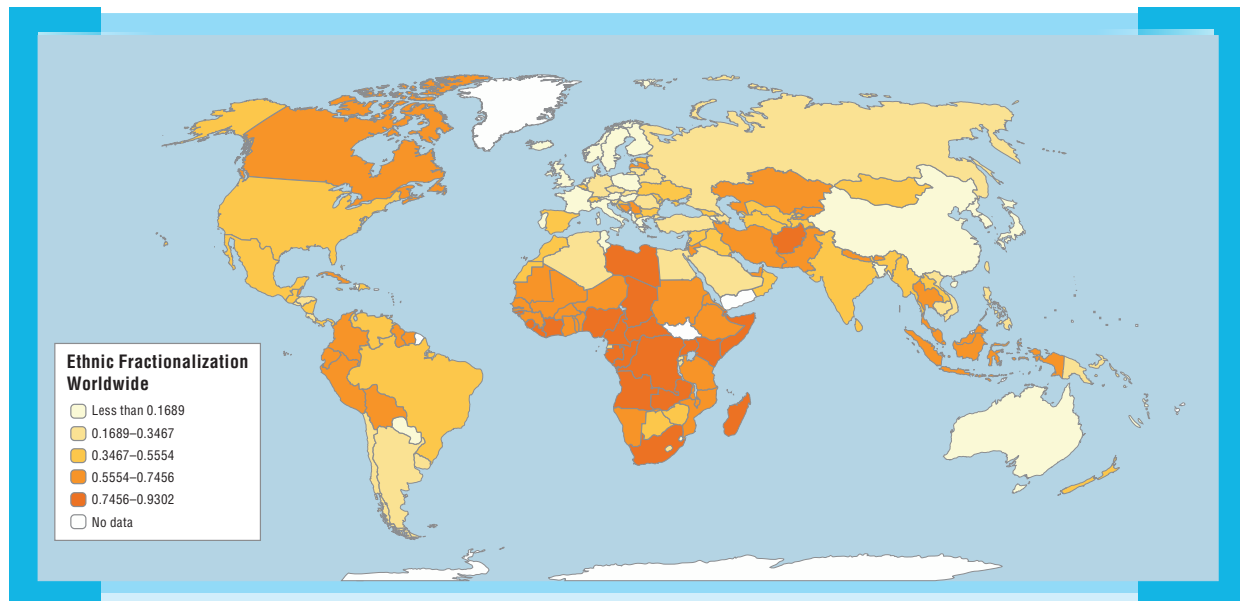 Ethnic Fractionalization
Worldwide
Less than 0.1689
0.1689–0.3467
0.3467–0.5554
0.5554–0.7456
0.7456–0.9302
No data